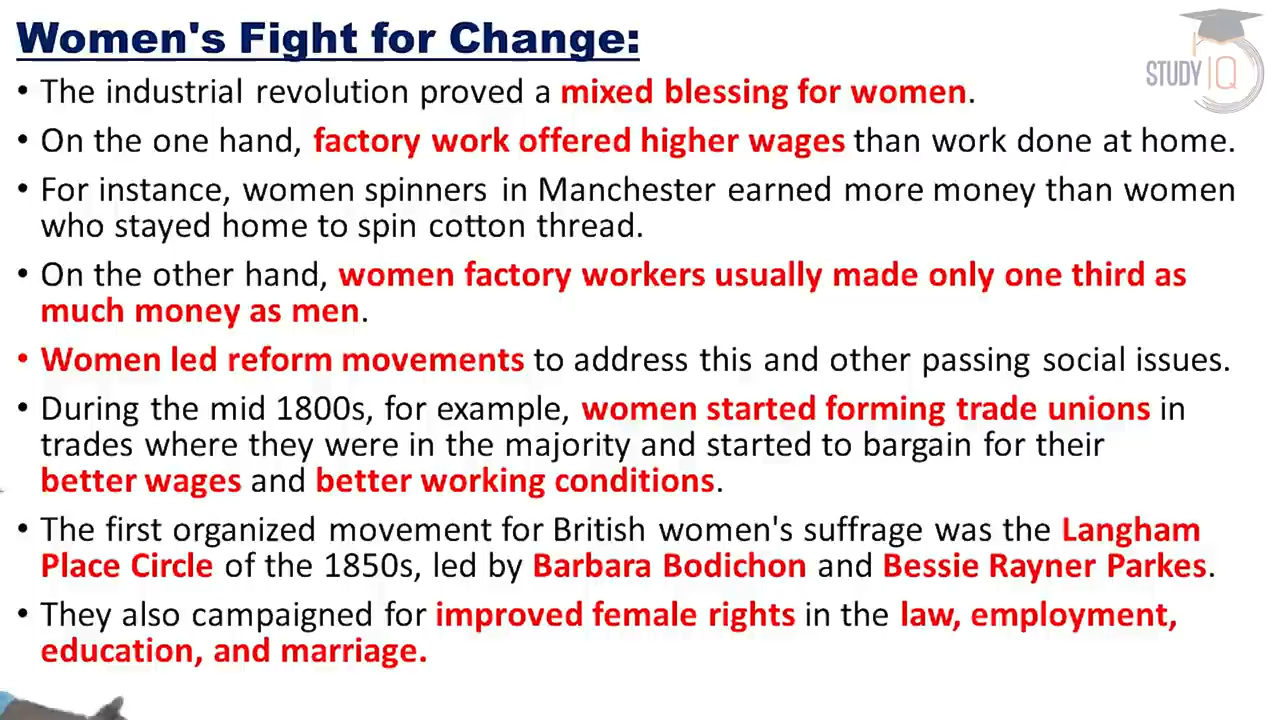 Women's Fight for Change:
STUDY IQ
• The industrial revolution proved a mixed blessing for women.
• On the one hand, factory work offered higher wages than work done at home.
• For instance, women spinners in Manchester earned more money than women
who stayed home to spin cotton thread.
• On the other hand, women factory workers usually made only one third as
much money as men.
• Women led reform movements to address this and other passing social issues.
• During the mid 1800s, for example, women started forming trade unions in
trades where they were in the majority and started to bargain for their
better wages and better working conditions.
• The first organized movement for British women's suffrage was the Langham
Place Circle of the 1850s, led by Barbara Bodichon and Bessie Rayner Parkes.
• They also campaigned for improved female rights in the law, employment,
education, and marriage.